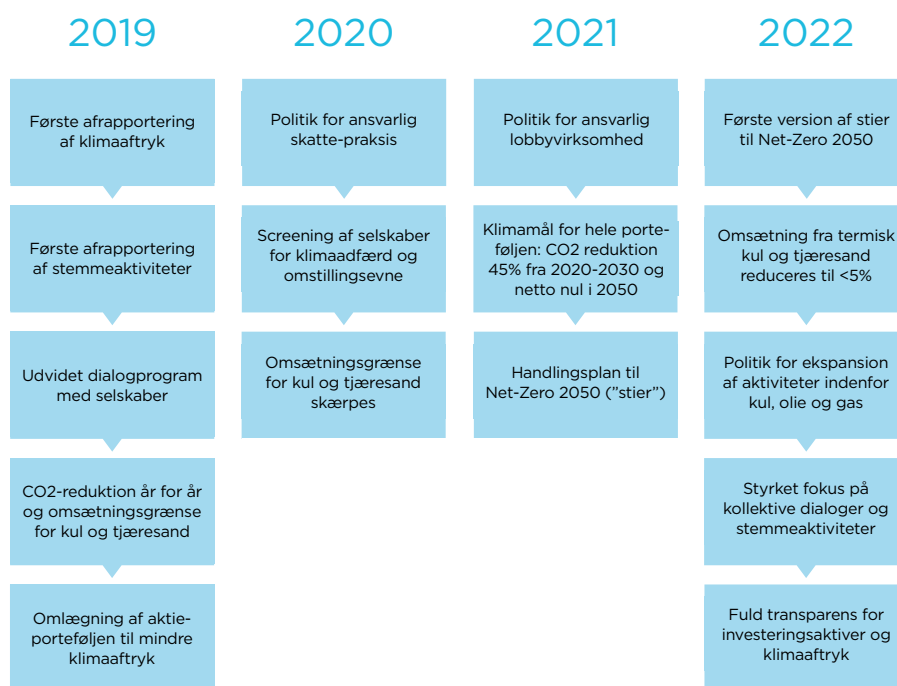 2019
Første afrapportering
af klimaaftryk
Første afrapportering
af stemmeaktiviteter
Udvidet dialogprogram
med selskaber
CO2-reduktion år for år
og omsætningsgrænse
for kul og tjæresand
Omlægning af aktie-
porteføljen til mindre
klimaaftryk
2020
Politik for ansvarlig
skatte-praksis
Screening af selskaber
for klimaadfærd og
omstillingsevne
Omsætningsgrænse
for kul og tjæresand
skærpes
2021
Politik for ansvarlig
lobbyvirksomhed
Klimamål for hele porte-
føljen: CO2 reduktion
45% fra 2020-2030 og
netto nul i 2050
Handlingsplan til
Net-Zero 2050 ("stier")
2022
Første version af stier
til Net-Zero 2050
Omsætning fra termisk
kul og tjæresand
reduceres til <5%
Politik for ekspansion
af aktiviteter indenfor
kul, olie og gas
Styrket fokus på
kollektive dialoger og
stemmeaktiviteter
Fuld transparens for
investeringsaktiver og
klimaaftryk